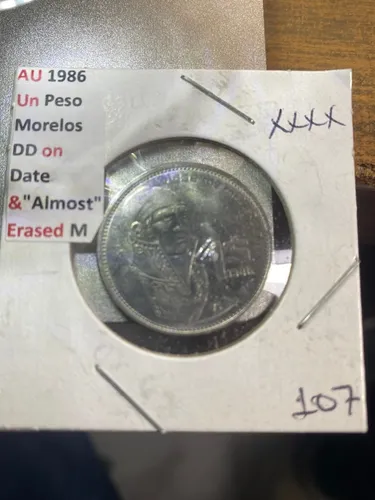 AU 1986
Un Peso
Morelos
DD on
Date
&"Almost"
Erased M
XXXX
107